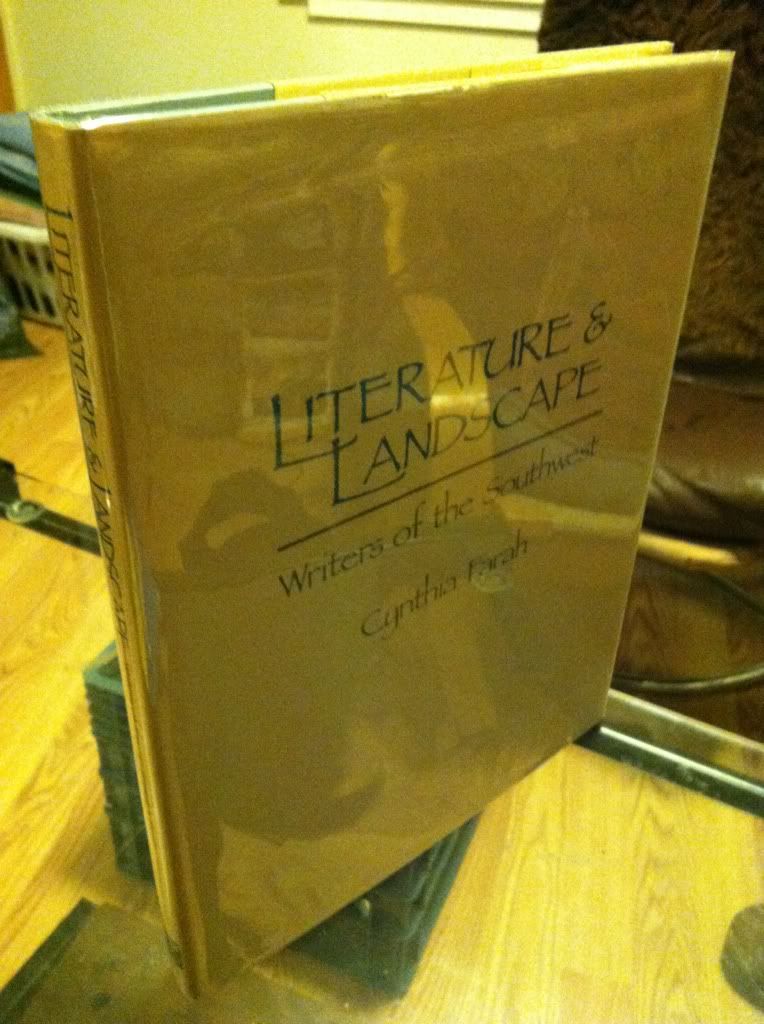 LITERATURE &
LANDSCAPE
Writers of the Southwest
Cynthia Farah
LITERATURE & LANDSCAPE